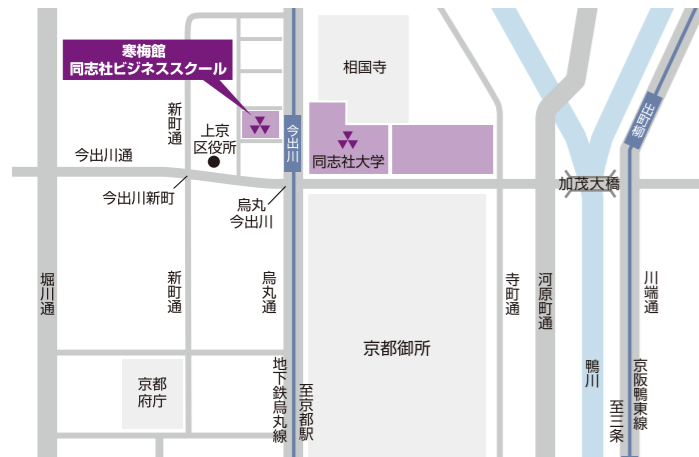 寒梅館
同志社ビジネススクール
相国寺
新町通
上京
区役所
今出川
同志社大学
出町柳
今出川通
今出川新町
烏丸
今出川
加茂大橋
堀川通
新町通
烏丸通
京都御所
寺町通
河原町通
川端通
京都
府庁
地下鉄烏丸線
至京都駅
鴨川
至三条
京阪鴨東線